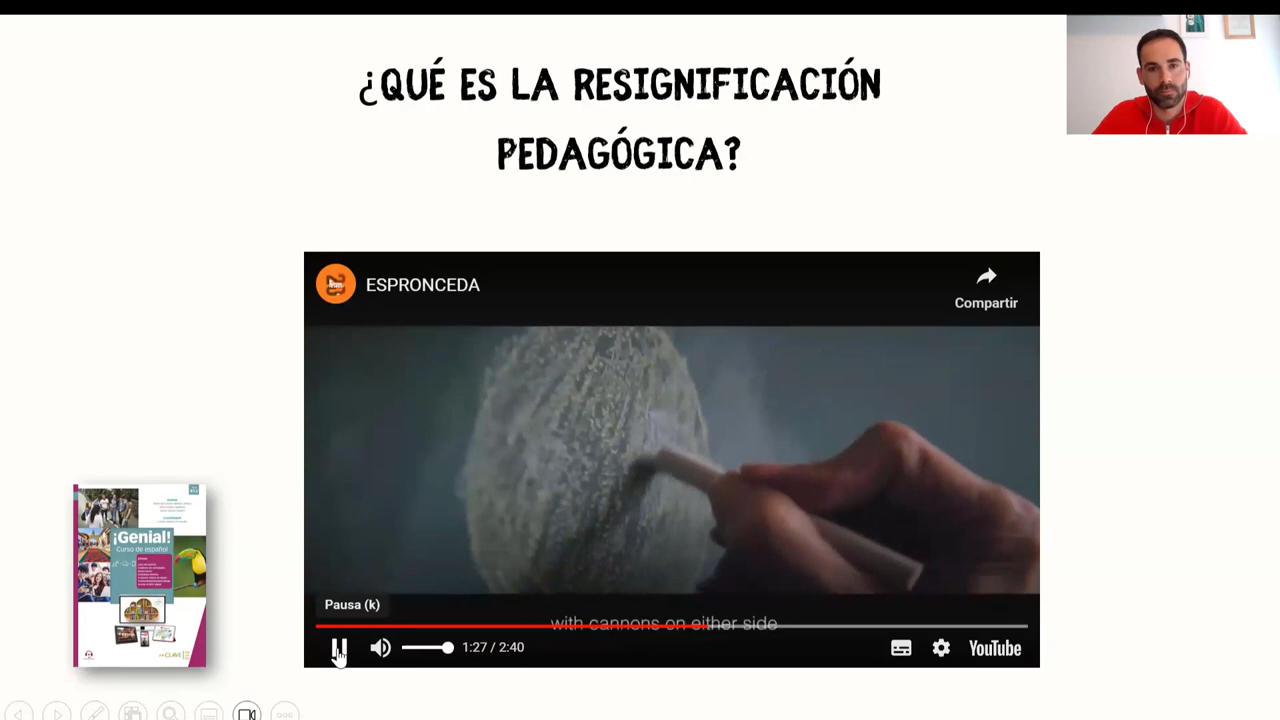 ¿QUÉ ES LA RESIGNIFICACIÓN
PEDAGÓGICA?
ESPRONCEDA
Compartir
¡Genial!
Curso de español
Pausa (k)
with cannons on either side
1:27 / 2:40
YouTube